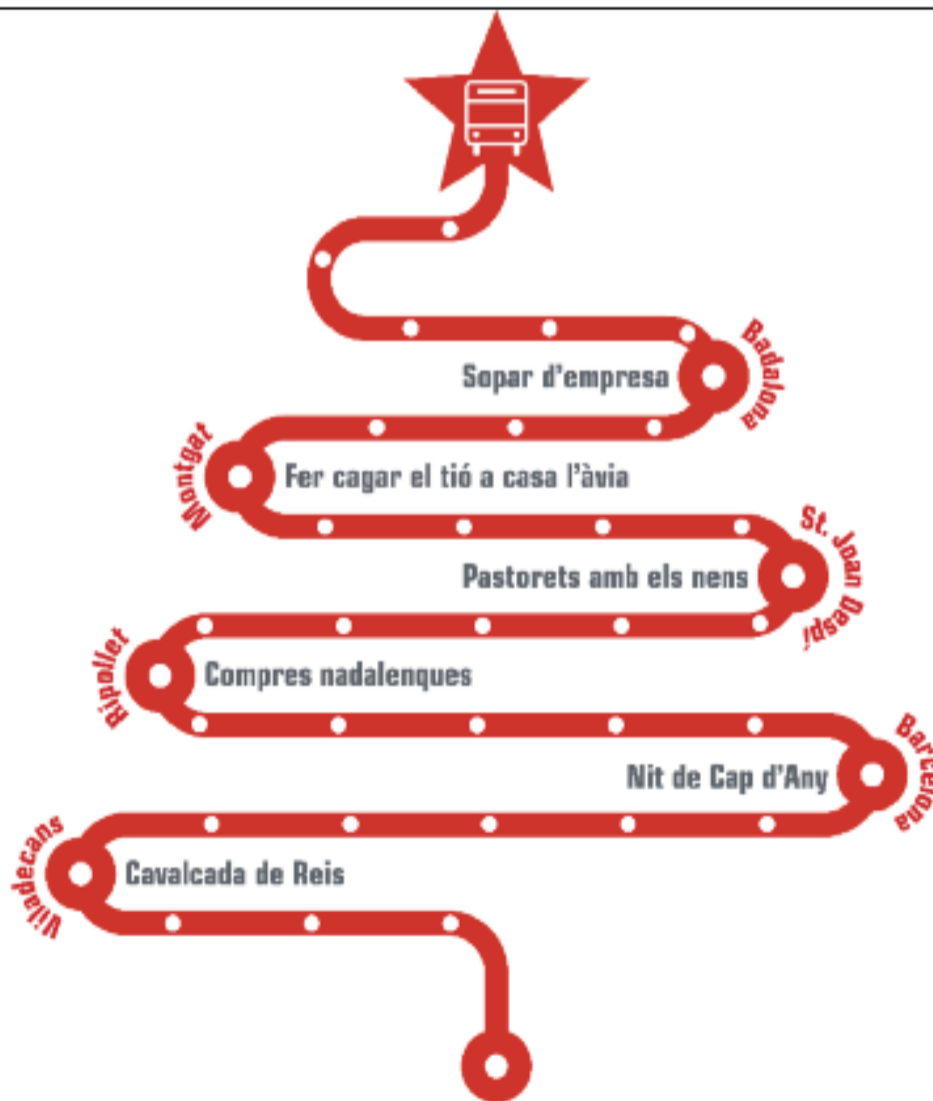 Badalona
Sopar d'empresa
Montgat
Fer cagar el tió a casa l'àvia
St. Joan Despí
Pastorets amb els nens
Ripollet
Compres nadalenques
Barcelona
Nit de Cap d'Any
Viladecans
Cavalcada de Reis